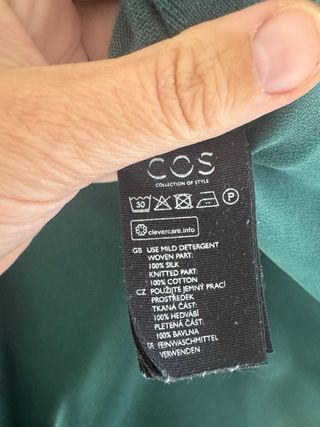 COS
COLLECTION OF STYLE
30 P
clevercare.info
GB USE MILD DETERGENT
WOVEN PART:
100% SILK
KNITTED PART:
100% COTTON
CZ POUŽIJTE JEMNÝ PRACÍ
PROSTŘEDEK
TKANÁ ČÁST:
100% HEDVÁBÍ
PLETENÁ ČÁST:
100% BAVLNA
DE FEINWASCHMITTEL
VERWENDEN